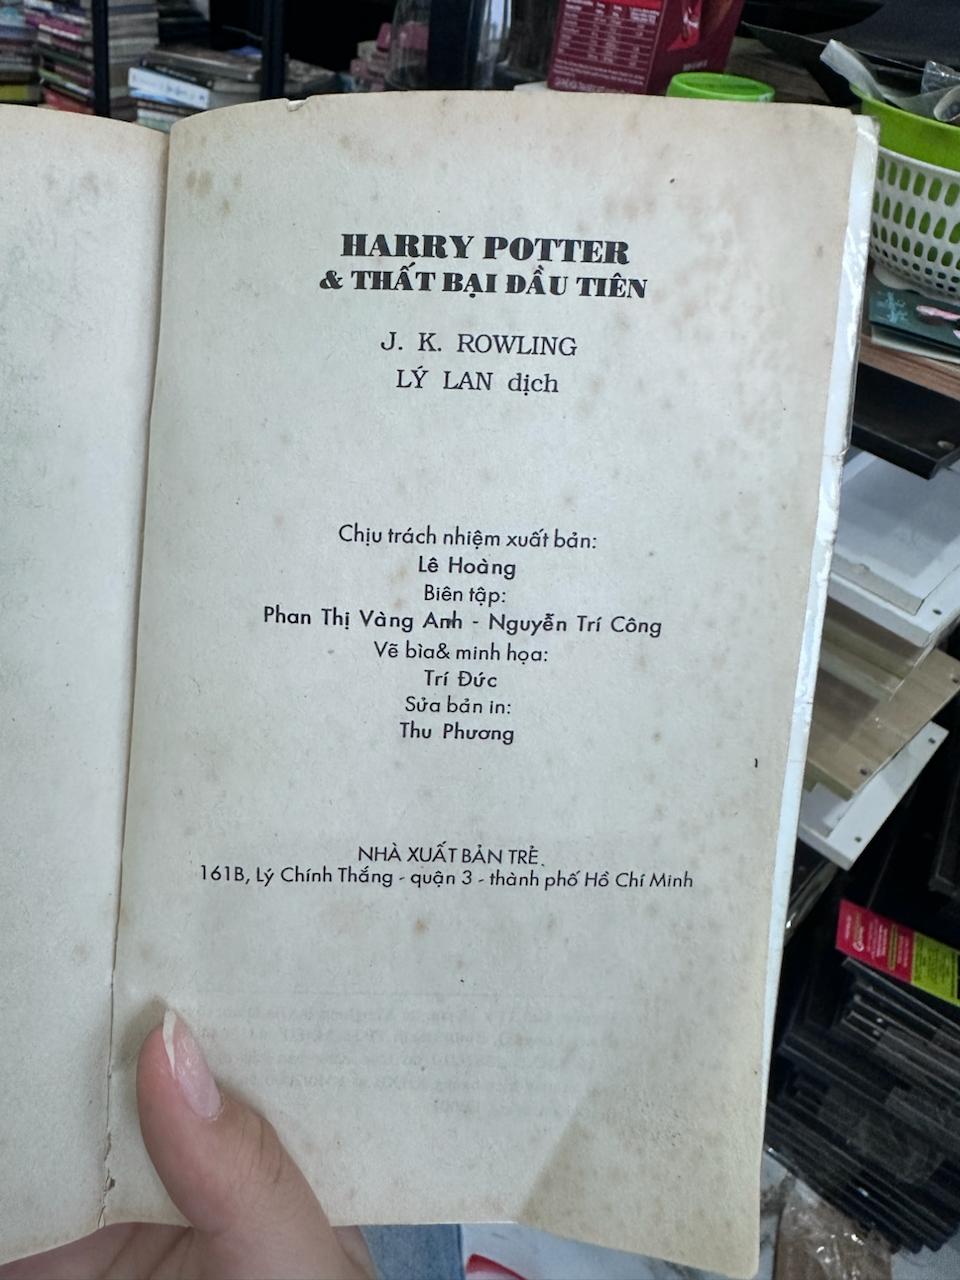 HARRY POTTER
& THẤT BẠI ĐẦU TIÊN
J. K. ROWLING
LÝ LAN dịch
Chịu trách nhiệm xuất bản:
Lê Hoàng
Biên tập:
Phan Thị Vàng Anh - Nguyễn Trí Công
Vẽ bìa& minh họa:
Trí Đức
Sửa bản in:
Thu Phương
NHÀ XUẤT BẢN TRẺ
161B, Lý Chính Thắng - quận 3 - thành phố Hồ Chí Minh